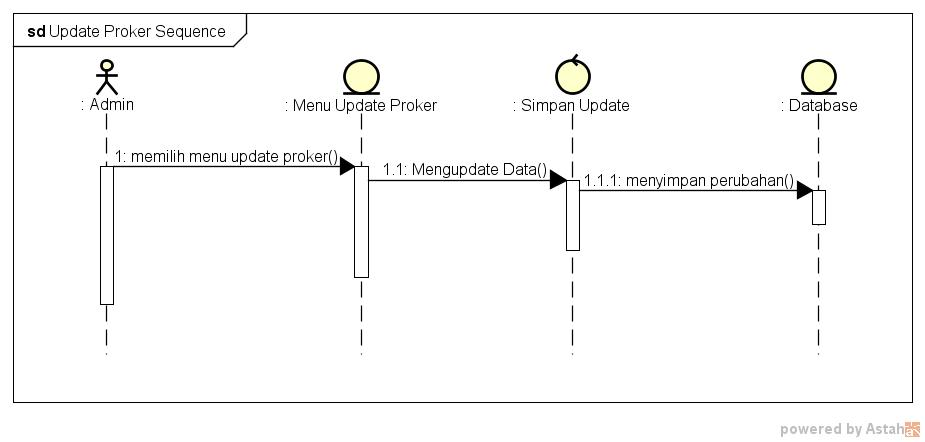 sd Update Proker Sequence
: Admin
: Menu Update Proker
: Simpan Update
: Database
1: memilih menu update proker()
1.1: Mengupdate Data()
1.1.1: menyimpan perubahan()
powered by Astah